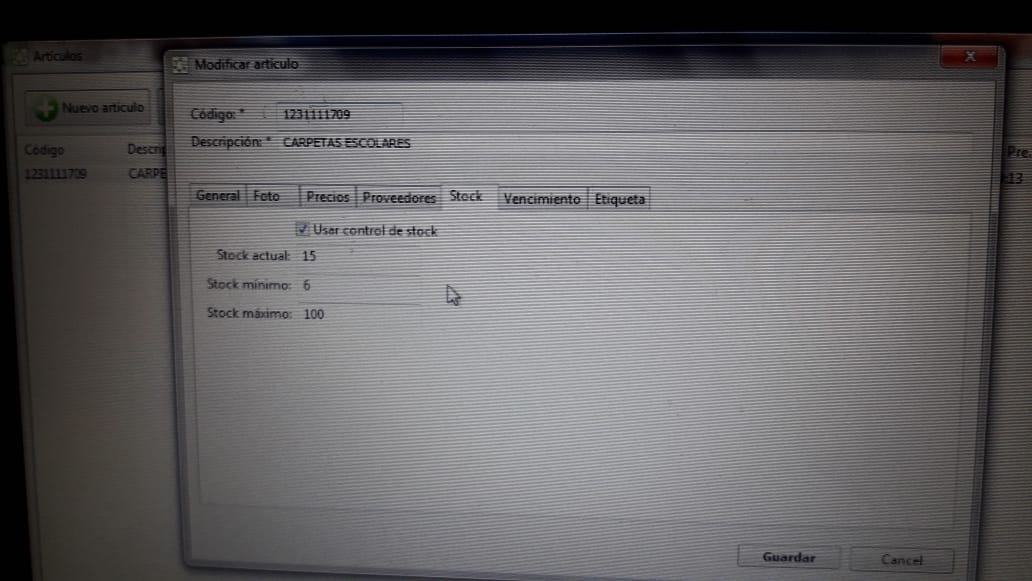 Artículos
Modificar artículo
X
Nuevo artículo
Código: * 1231111709
Descripción: * CARPETAS ESCOLARES
Código Descri Pre.
1231111709 CARPE :13
General Foto Precios Proveedores Stock Vencimiento Etiqueta
Usar control de stock
Stock actual: 15
Stock mínimo: 6
Stock máximo: 100
Guardar Cancel